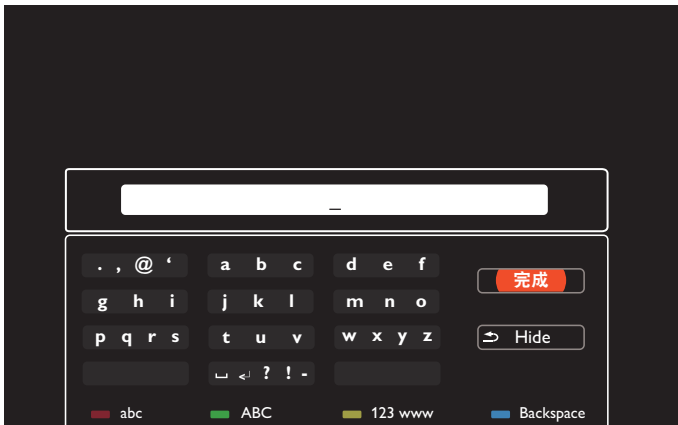 _
. , @ ‘ a b c d e f
完成
g h i j k l m n o
p q r s t u v w x y z
Hide
␣ ↵ ? ! -
abc ABC 123 www Backspace